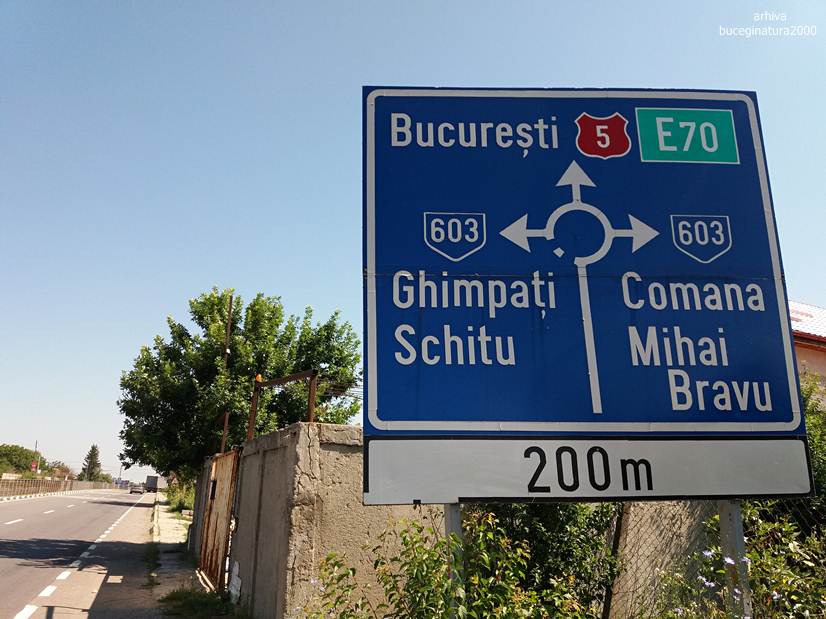 arhiva
buceginatura2000
București 5 E70
603
603
Ghimpați
Schitu
Comana
Mihai
Bravu
200m